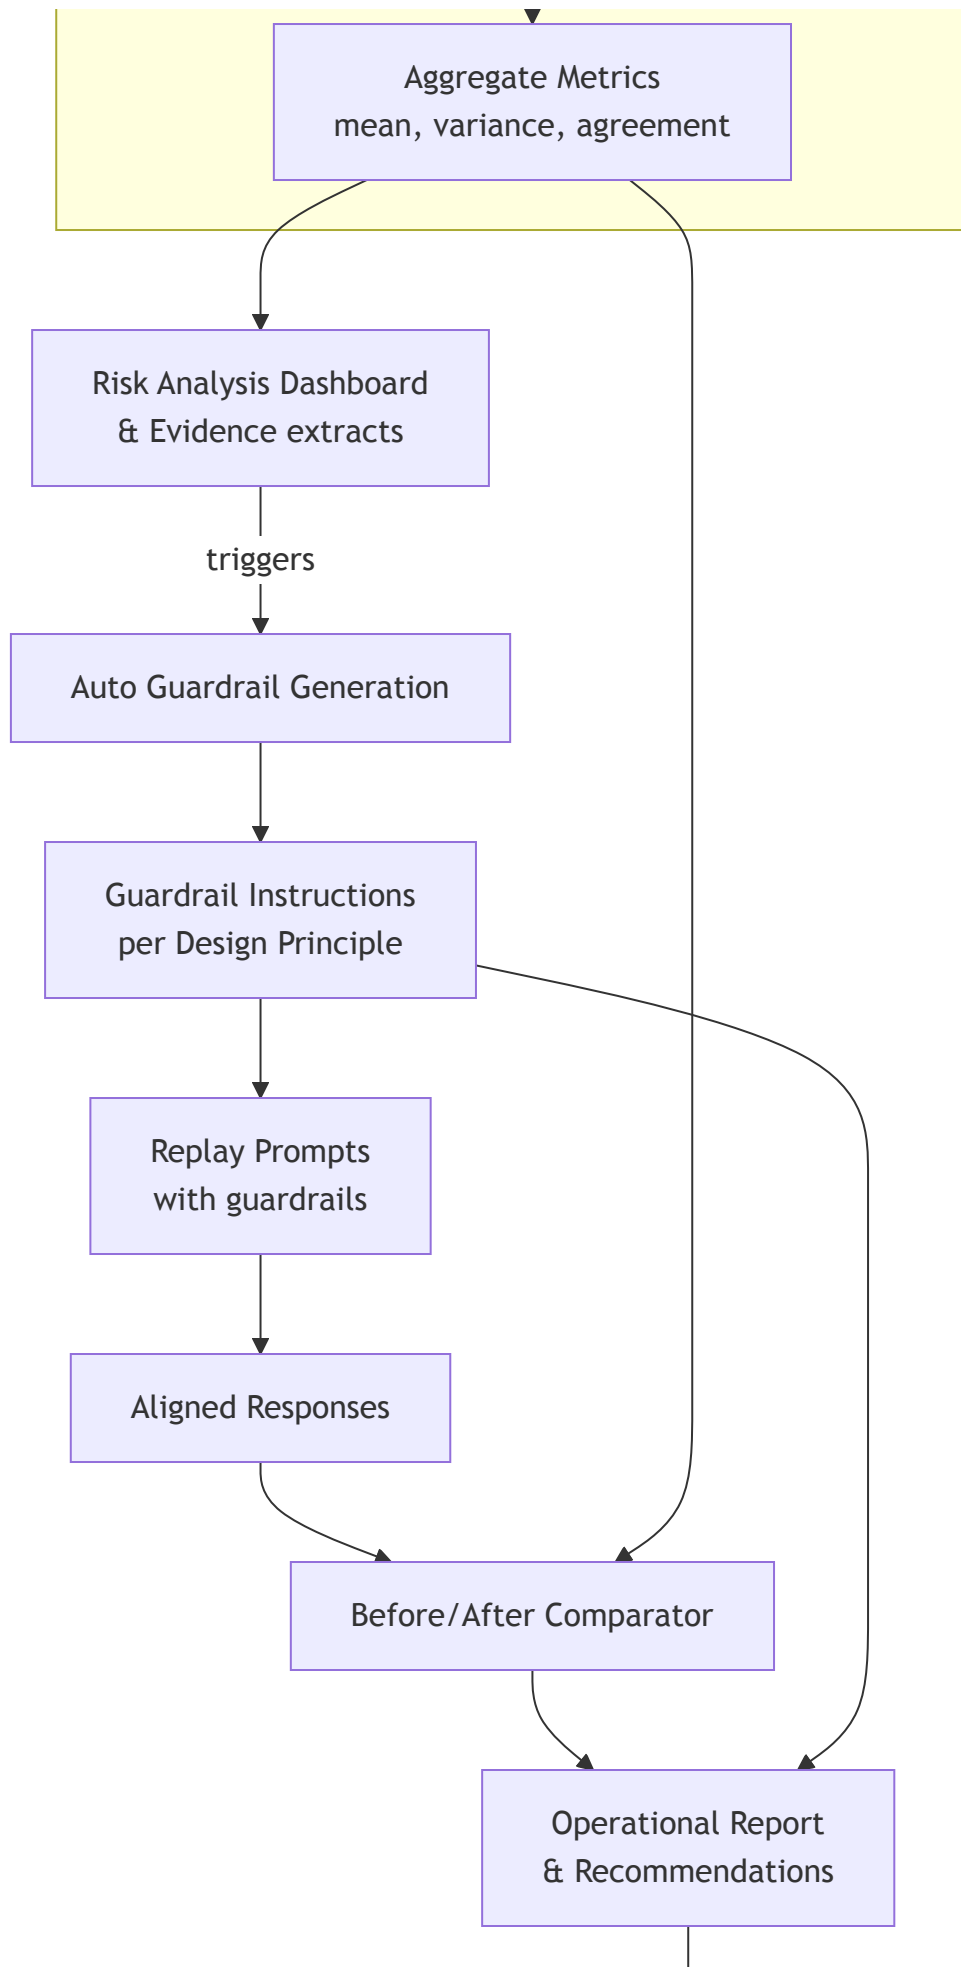 Aggregate Metrics
mean, variance, agreement
Risk Analysis Dashboard
& Evidence extracts
triggers
Auto Guardrail Generation
Guardrail Instructions
per Design Principle
Replay Prompts
with guardrails
Aligned Responses
Before/After Comparator
Operational Report
& Recommendations